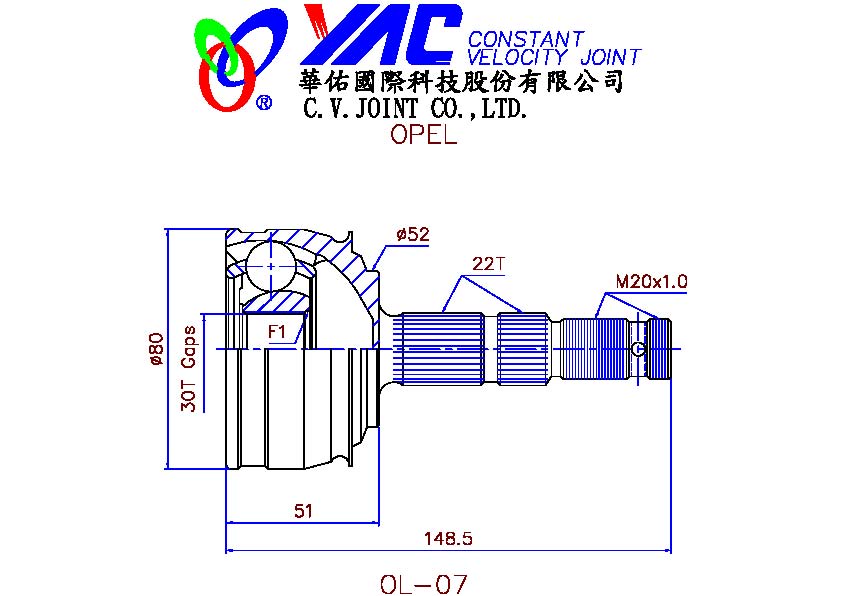 YAC CONSTANT
VELOCITY JOINT
華佑國際科技股份有限公司
®
C.V.JOINT CO.,LTD.
OPEL
ø52
22T
M20x1.0
F1
ø80
30T Gaps
51
148.5
OL-07